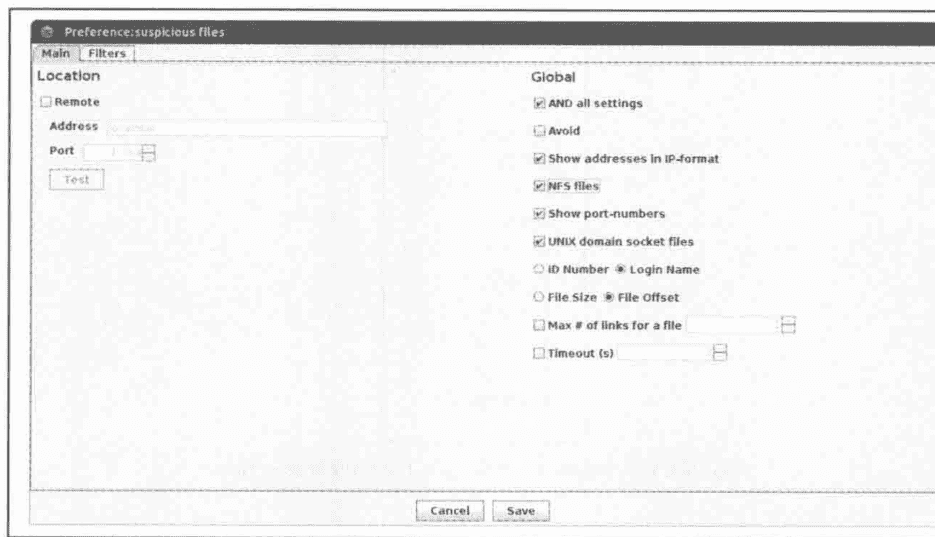 Preference:suspicious files
Main Filters
Location
Remote
Address
Port
Test
Global
AND all settings
Avoid
Show addresses in IP-format
NFS files
Show port-numbers
UNIX domain socket files
ID Number Login Name
File Size File Offset
Max # of links for a file
Timeout (s)
Cancel Save